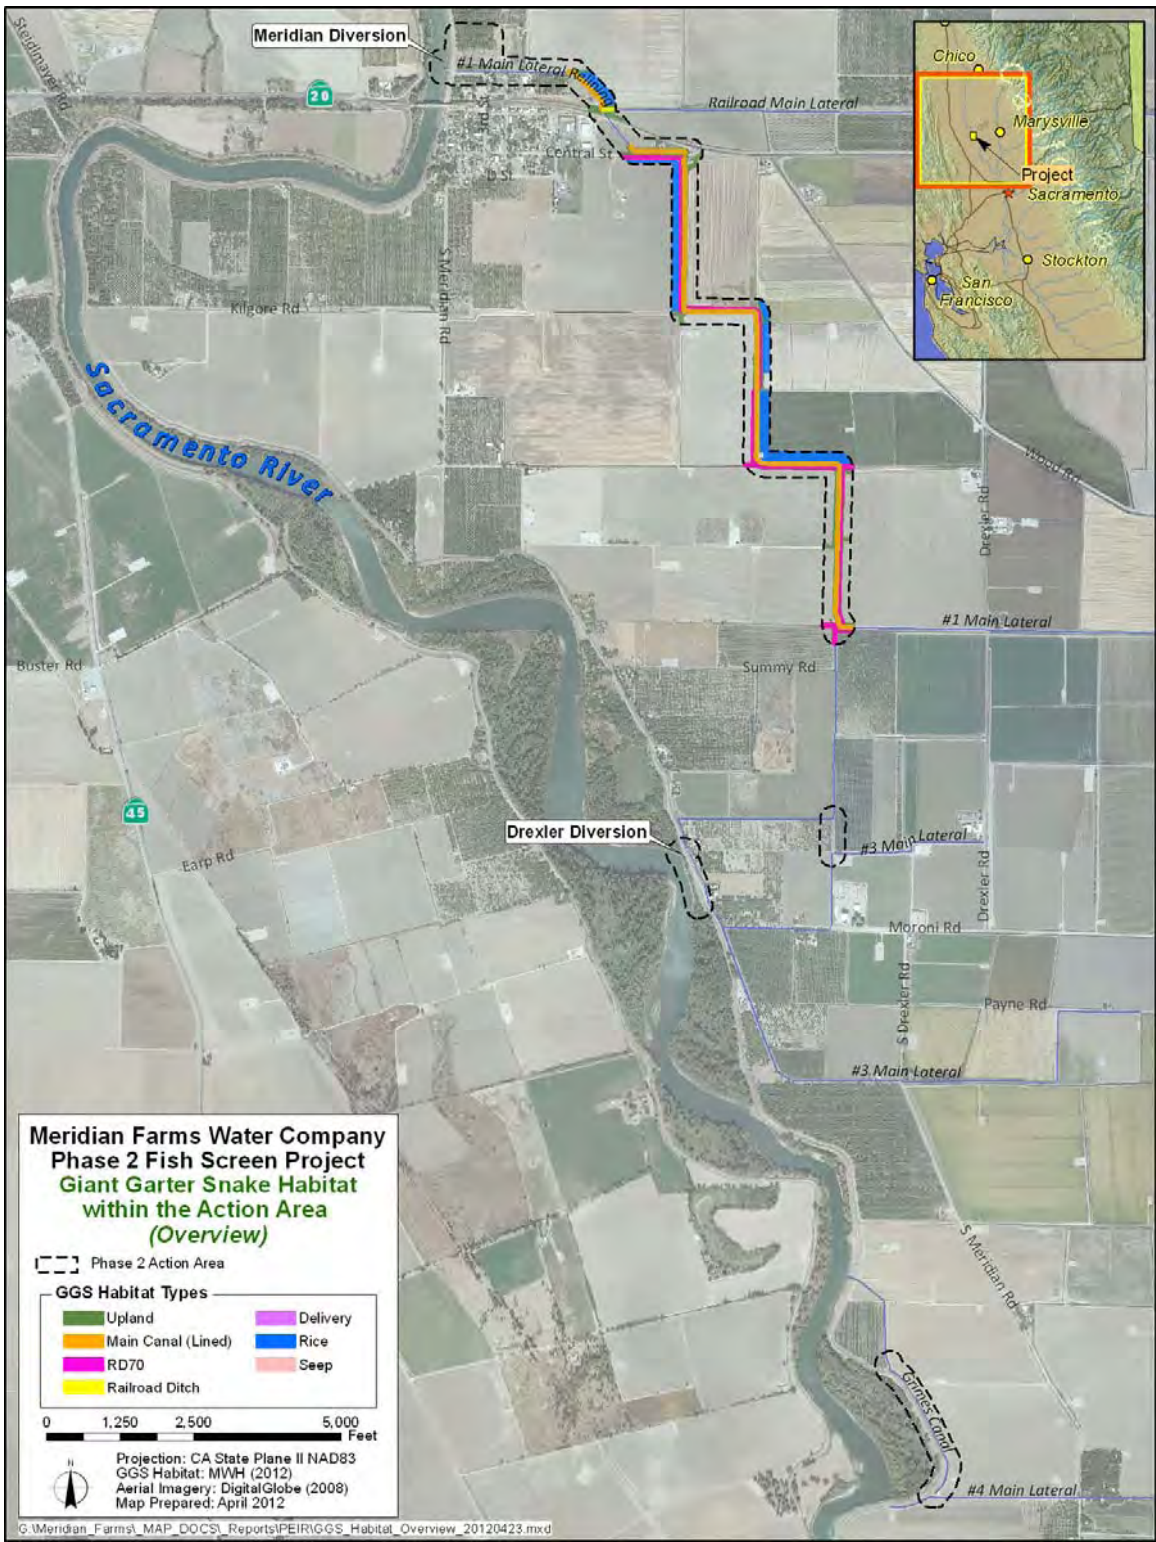 Steidlmayer Rd
Meridian Diversion
#1 Main Lateral Relining
20
3rd St
Railroad Main Lateral
Central St
D St
S Meridian Rd
Kilgore Rd
Sacramento River
Chico
Marysville
Project
Sacramento
Stockton
San
Francisco
Wood Rd
Drexler Rd
#1 Main Lateral
Summy Rd
Buster Rd
45
Drexler Diversion
#3 Main Lateral
Earp Rd
Drexler Rd
Moroni Rd
S Drexler Rd
Payne Rd
#3 Main Lateral
S Meridian Rd
Grimes Canal
#4 Main Lateral
Meridian Farms Water Company
Phase 2 Fish Screen Project
Giant Garter Snake Habitat
within the Action Area
(Overview)
Phase 2 Action Area
GGS Habitat Types
Upland
Main Canal (Lined)
RD70
Railroad Ditch
Delivery
Rice
Seep
0 1,250 2,500 5,000
Feet
N
Projection: CA State Plane II NAD83
GGS Habitat: MWH (2012)
Aerial Imagery: DigitalGlobe (2008)
Map Prepared: April 2012
G:\Meridian_Farms\_MAP_DOCS\_Reports\PEIR\GGS_Habitat_Overview_20120423.mxd